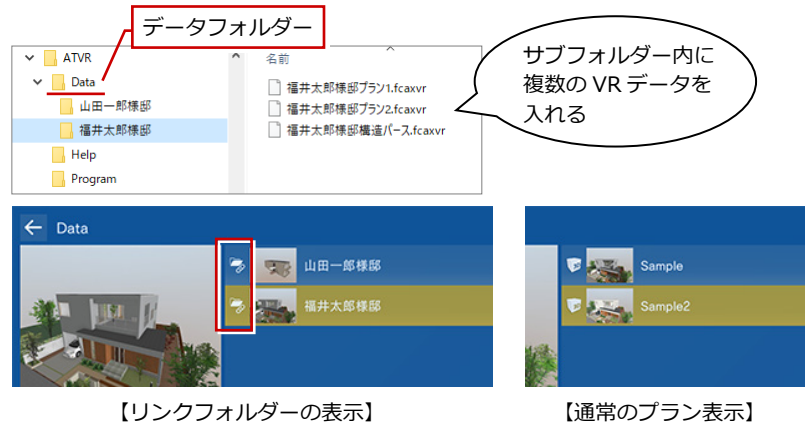 データフォルダー
ATVR
Data
山田一郎様邸
福井太郎様邸
Help
Program
名前
福井太郎様邸プラン1.fcaxvr
福井太郎様邸プラン2.fcaxvr
福井太郎様邸構造パース.fcaxvr
サブフォルダー内に
複数の VR データを
入れる
Data
山田一郎様邸
福井太郎様邸
Sample
Sample2
【リンクフォルダーの表示】
【通常のプラン表示】